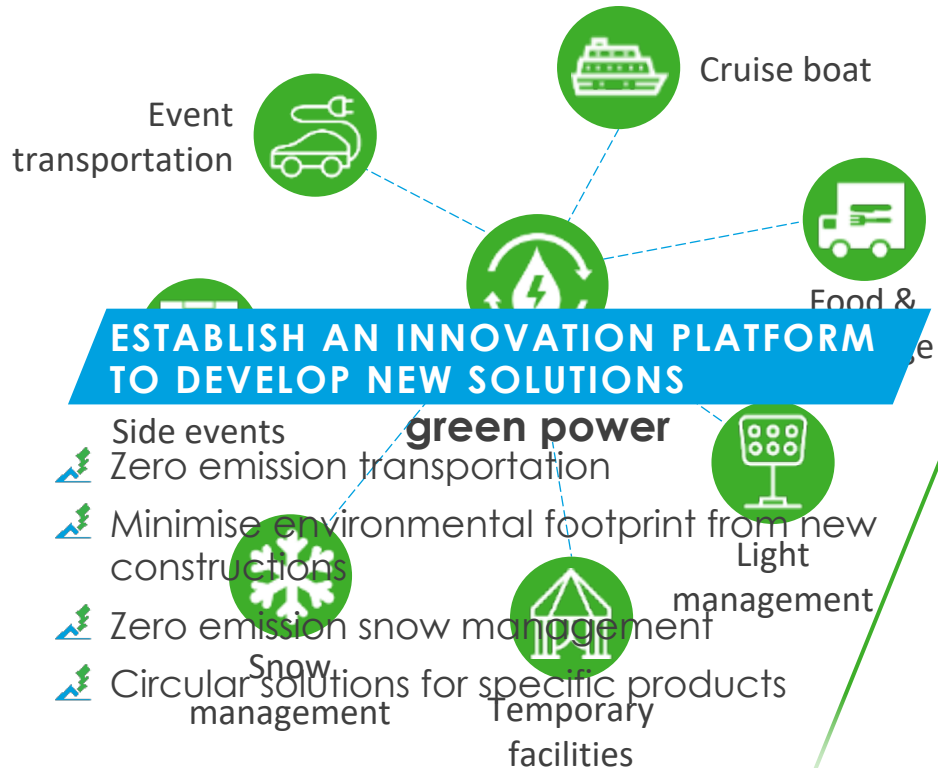 Cruise boat
Event
transportation
Food &
ESTABLISH AN INNOVATION PLATFORM
TO DEVELOP NEW SOLUTIONS
Side events
green power
Zero emission transportation
Minimise environmental footprint from new
constructions
Light
management
Zero emission snow management
Snow
management
Circular solutions for specific products
Temporary
facilities